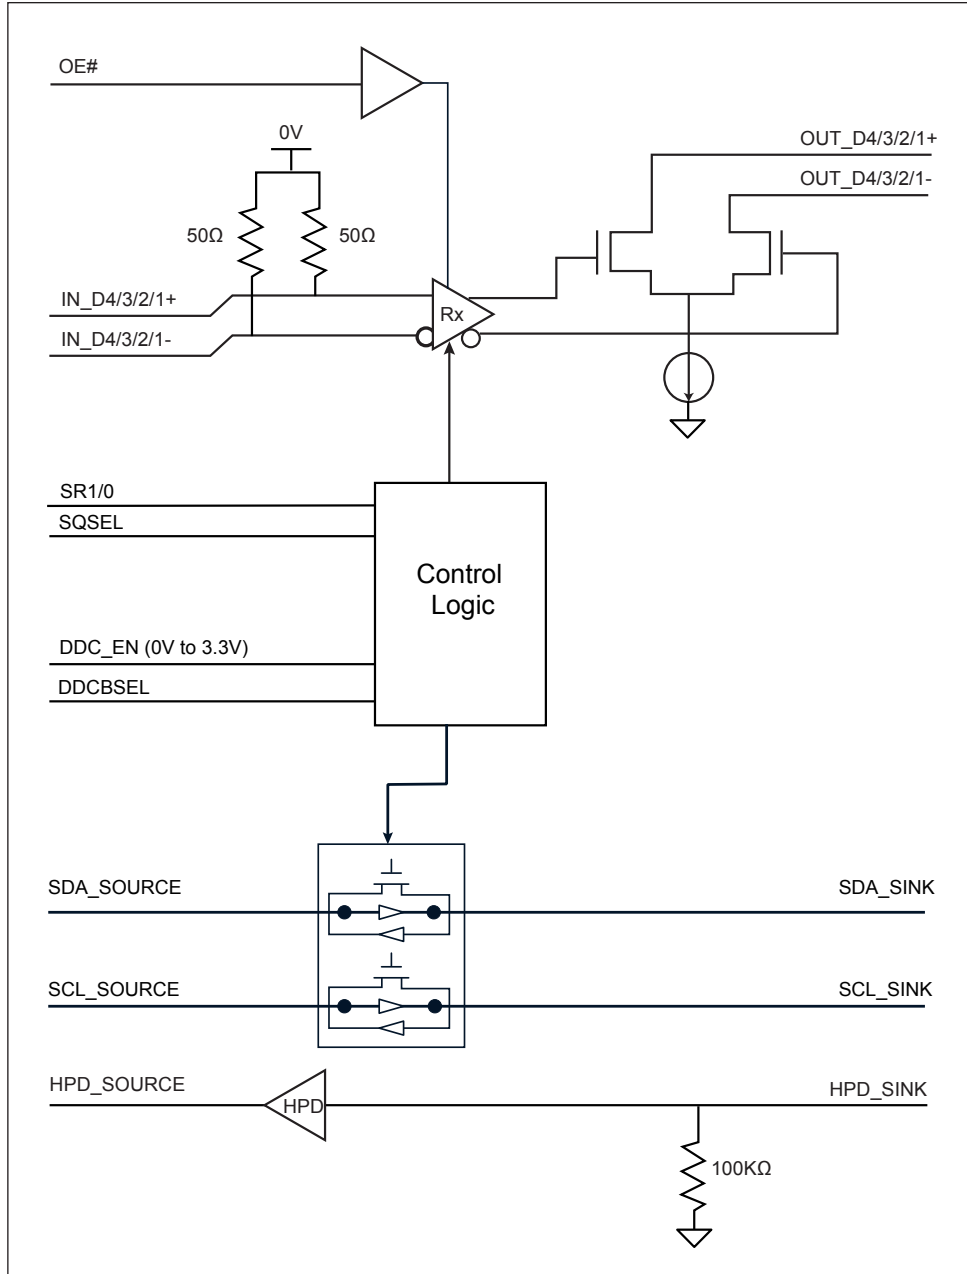 OE#
0V
OUT_D4/3/2/1+
OUT_D4/3/2/1-
50Ω 50Ω
IN_D4/3/2/1+
Rx
IN_D4/3/2/1-
SR1/0
SQSEL
Control
Logic
DDC_EN (0V to 3.3V)
DDCBSEL
SDA_SOURCE SDA_SINK
SCL_SOURCE SCL_SINK
HPD_SOURCE HPD HPD_SINK
100KΩ